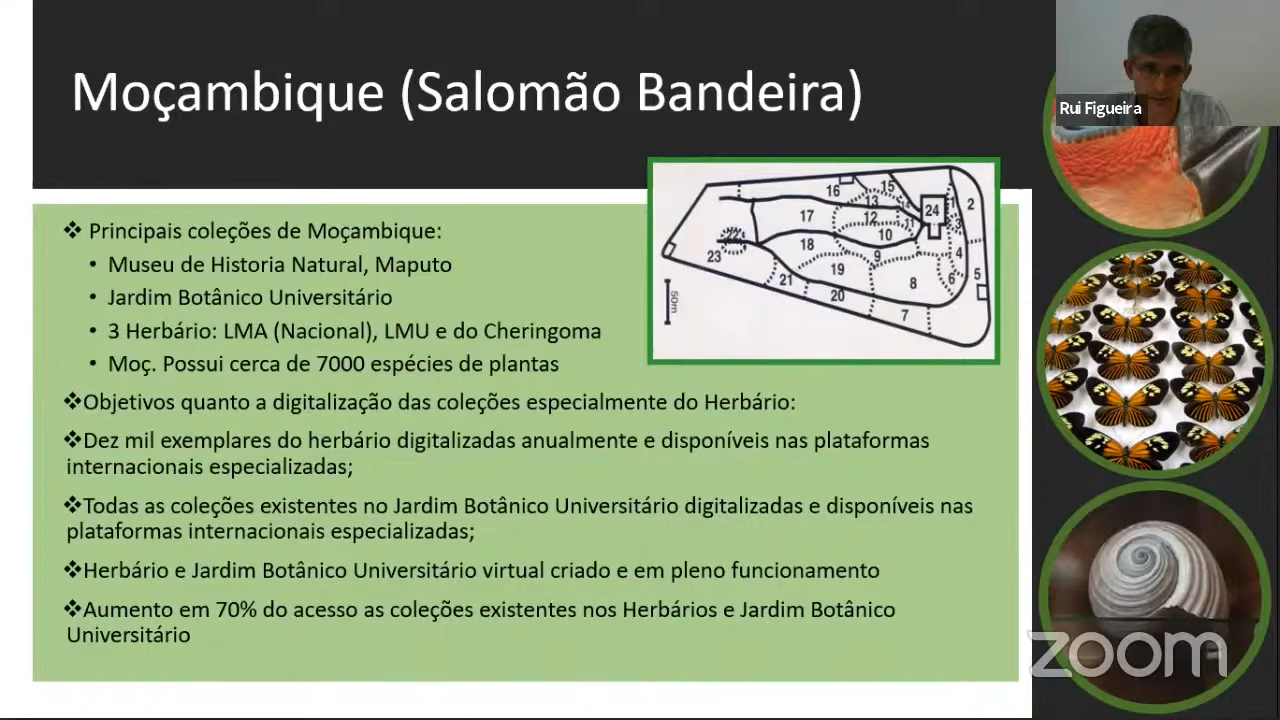 Moçambique (Salomão Bandeira)
Rui Figueira
❖ Principais coleções de Moçambique:
• Museu de Historia Natural, Maputo
• Jardim Botânico Universitário
• 3 Herbário: LMA (Nacional), LMU e do Cheringoma
• Moç. Possui cerca de 7000 espécies de plantas
❖Objetivos quanto a digitalização das coleções especialmente do Herbário:
❖Dez mil exemplares do herbário digitalizadas anualmente e disponíveis nas plataformas
internacionais especializadas;
❖Todas as coleções existentes no Jardim Botânico Universitário digitalizadas e disponíveis nas
plataformas internacionais especializadas;
❖Herbário e Jardim Botânico Universitário virtual criado e em pleno funcionamento
❖Aumento em 70% do acesso as coleções existentes nos Herbários e Jardim Botânico
Universitário
16 15
13
2
24
17 12 11
3
10
22
18
23
9 4
19
5
21 8 6
20
7
50m
zoom